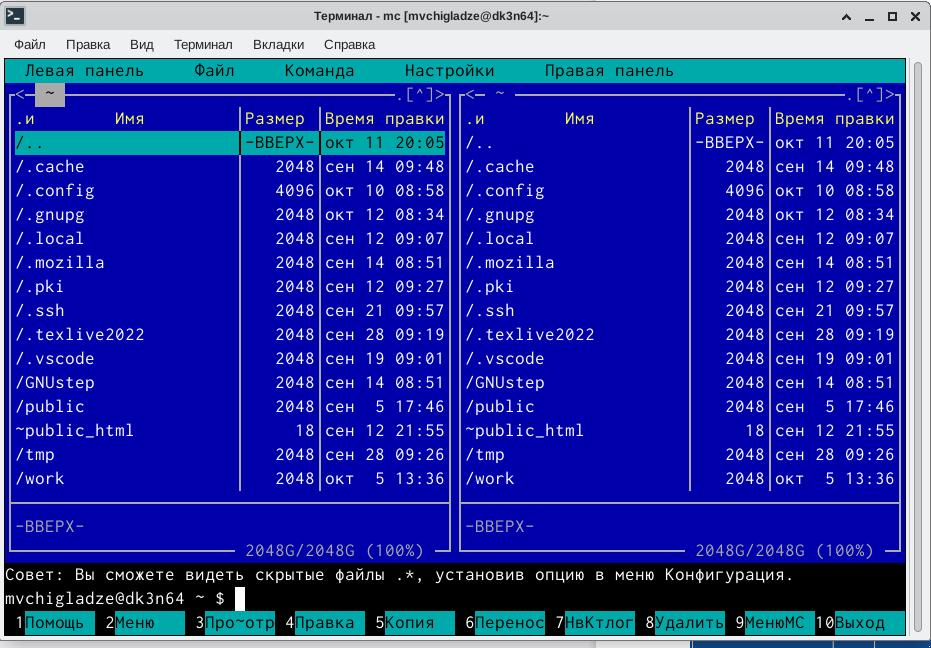 Терминал - mc [mvchigladze@dk3n64]:~
Файл Правка Вид Терминал Вкладки Справка
Левая панель Файл Команда Настройки Правая панель
<─ ~ .[^]> <─ ~ .[^]>
.и Имя Размер Время правки .и Имя Размер Время правки
/.. -ВВЕРХ- окт 11 20:05 /.. -ВВЕРХ- окт 11 20:05
/.cache 2048 сен 14 09:48 /.cache 2048 сен 14 09:48
/.config 4096 окт 10 08:58 /.config 4096 окт 10 08:58
/.gnupg 2048 окт 12 08:34 /.gnupg 2048 окт 12 08:34
/.local 2048 сен 12 09:07 /.local 2048 сен 12 09:07
/.mozilla 2048 сен 14 08:51 /.mozilla 2048 сен 14 08:51
/.pki 2048 сен 12 09:27 /.pki 2048 сен 12 09:27
/.ssh 2048 сен 21 09:57 /.ssh 2048 сен 21 09:57
/.texlive2022 2048 сен 28 09:19 /.texlive2022 2048 сен 28 09:19
/.vscode 2048 сен 19 09:01 /.vscode 2048 сен 19 09:01
/GNUstep 2048 сен 14 08:51 /GNUstep 2048 сен 14 08:51
/public 2048 сен 5 17:46 /public 2048 сен 5 17:46
~public_html 18 сен 12 21:55 ~public_html 18 сен 12 21:55
/tmp 2048 сен 28 09:26 /tmp 2048 сен 28 09:26
/work 2048 окт 5 13:36 /work 2048 окт 5 13:36
-ВВЕРХ- -ВВЕРХ-
2048G/2048G (100%) 2048G/2048G (100%)
Совет: Вы сможете видеть скрытые файлы .*, установив опцию в меню Конфигурация.
mvchigladze@dk3n64 ~ $
1Помощь 2Меню 3Про~отр 4Правка 5Копия 6Перенос 7НвКтлог 8Удалить 9МенюМС 10Выход